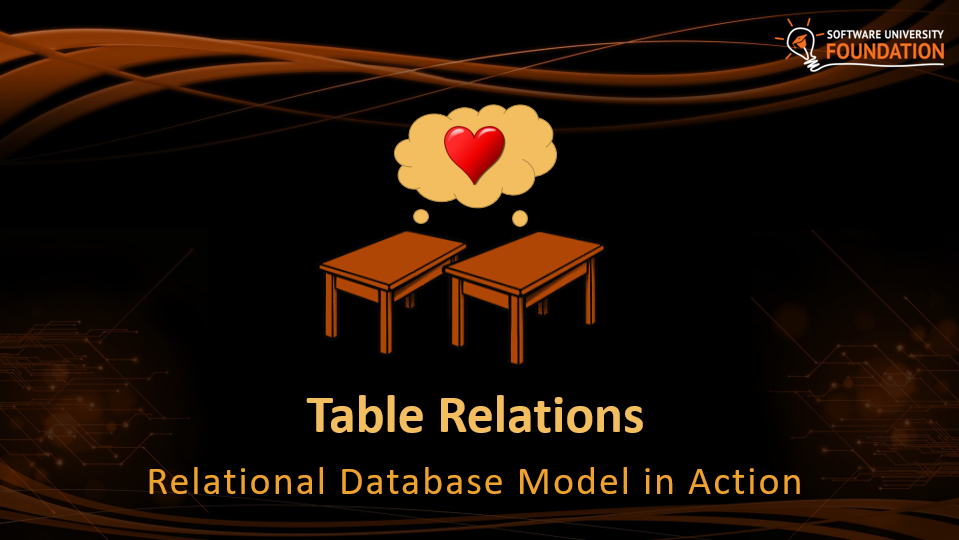 SOFTWARE UNIVERSITY
FOUNDATION
Table Relations
Relational Database Model in Action